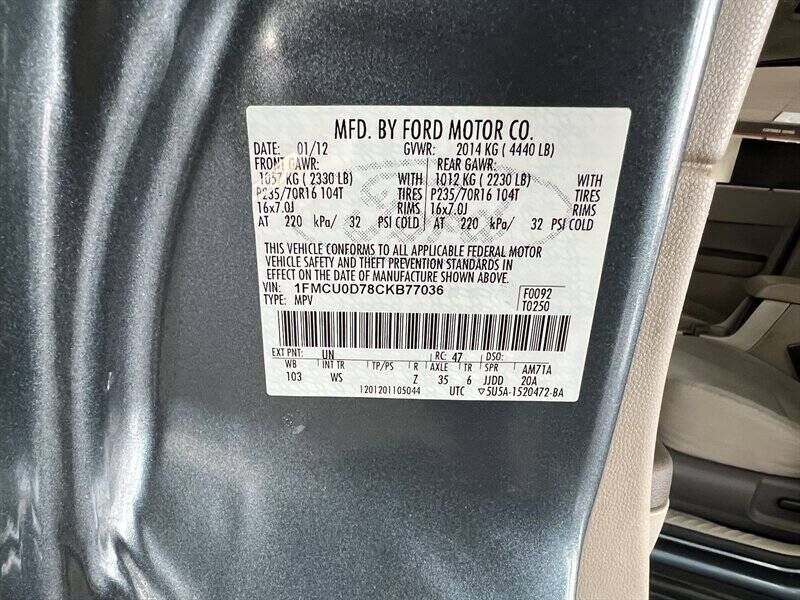 MFD. BY FORD MOTOR CO.
DATE: 01/12 GVWR: 2014 KG ( 4440 LB)
FRONT GAWR: REAR GAWR:
1057 KG ( 2330 LB) WITH 1012 KG ( 2230 LB) WITH
P235/70R16 104T TIRES P235/70R16 104T TIRES
16x7.0J RIMS 16x7.0J RIMS
AT 220 kPa/ 32 PSI COLD AT 220 kPa/ 32 PSI COLD
THIS VEHICLE CONFORMS TO ALL APPLICABLE FEDERAL MOTOR
VEHICLE SAFETY AND THEFT PREVENTION STANDARDS IN
EFFECT ON THE DATE OF MANUFACTURE SHOWN ABOVE.
VIN: 1FMCU0D78CKB77036 F0092
TYPE: MPV T0250
EXT PNT: UN RC: 47 DSO:
WB INT TR TP/PS R AXLE TR SPR AM71A
103 WS Z 35 6 JJDD 20A
1201201105044 UTC ▽5U5A-1520472-BA